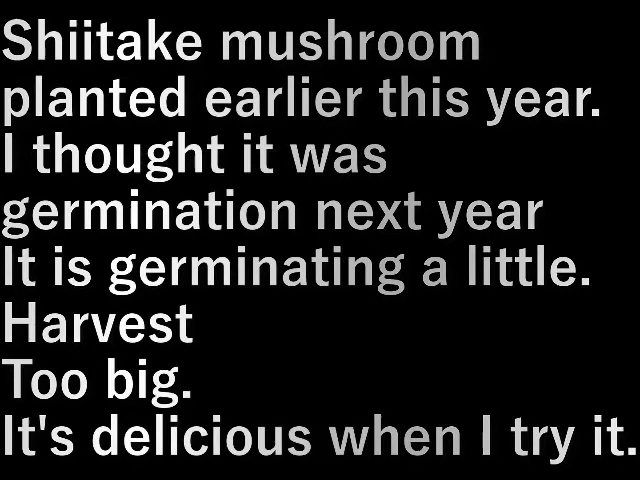 Shiitake mushroom
planted earlier this year.
I thought it was
germination next year
It is germinating a little.
Harvest
Too big.
It's delicious when I try it.